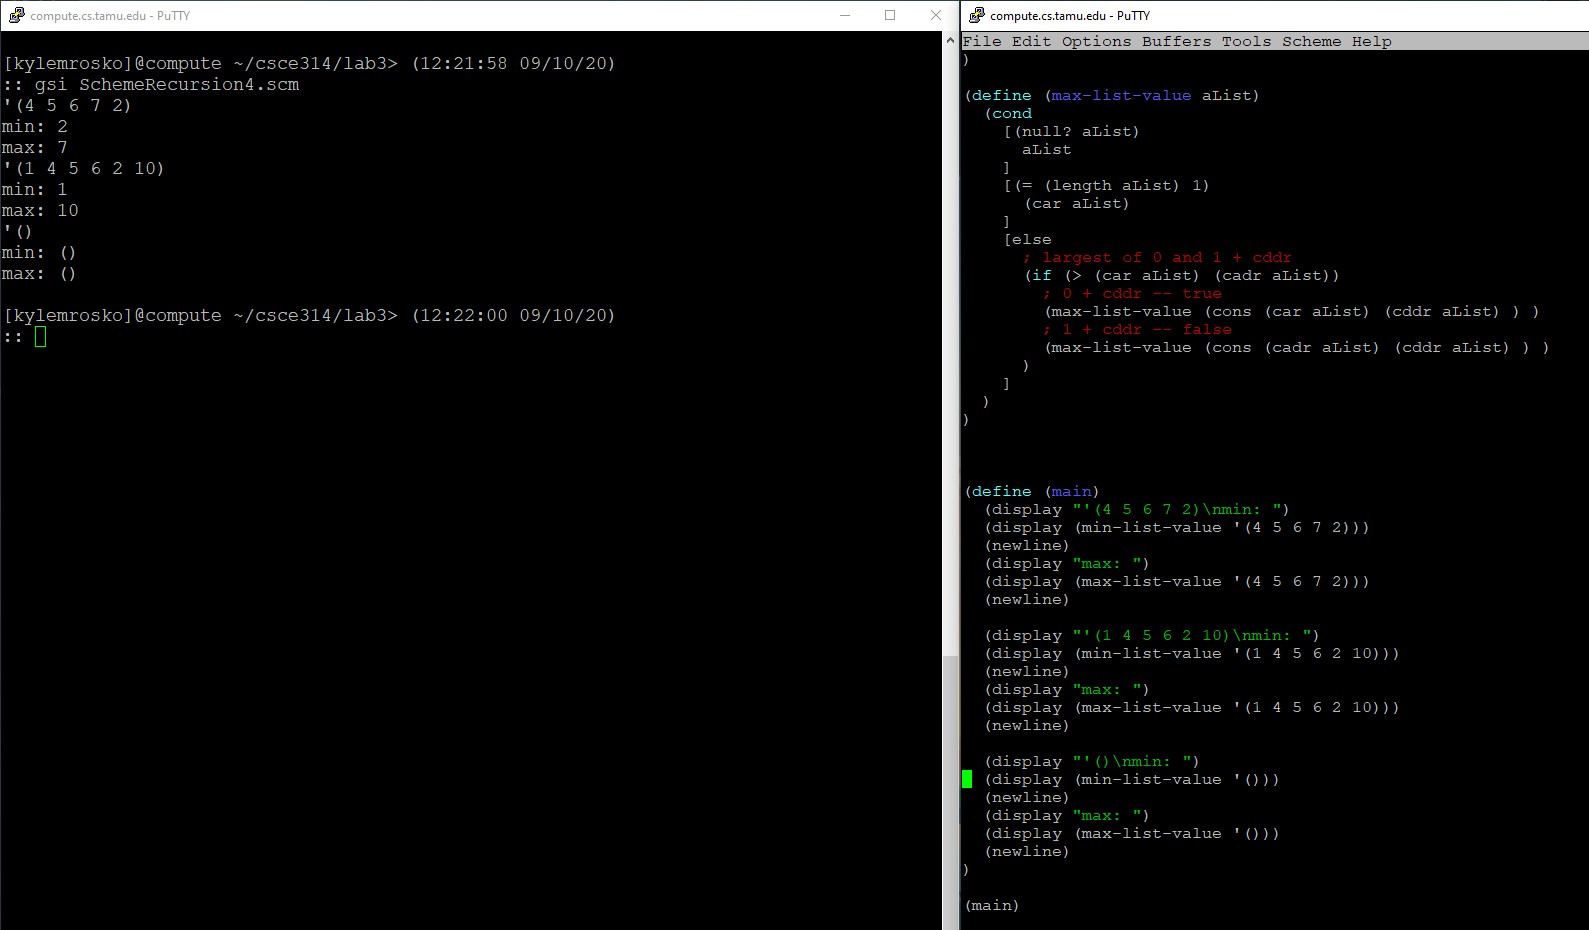 compute.cs.tamu.edu - PuTTY
[kylemrosko]@compute ~/csce314/lab3> (12:21:58 09/10/20)
:: gsi SchemeRecursion4.scm
'(4 5 6 7 2)
min: 2
max: 7
'(1 4 5 6 2 10)
min: 1
max: 10
'()
min: ()
max: ()
[kylemrosko]@compute ~/csce314/lab3> (12:22:00 09/10/20)
::
compute.cs.tamu.edu - PuTTY
File Edit Options Buffers Tools Scheme Help
)
(define (max-list-value aList)
  (cond
    [(null? aList)
      aList
    ]
    [(= (length aList) 1)
      (car aList)
    ]
    [else
      ; largest of 0 and 1 + cddr
      (if (> (car aList) (cadr aList))
        ; 0 + cddr -- true
        (max-list-value (cons (car aList) (cddr aList) ) )
        ; 1 + cddr -- false
        (max-list-value (cons (cadr aList) (cddr aList) ) )
      )
    ]
  )
)
(define (main)
  (display "'(4 5 6 7 2)\nmin: ")
  (display (min-list-value '(4 5 6 7 2)))
  (newline)
  (display "max: ")
  (display (max-list-value '(4 5 6 7 2)))
  (newline)
  (display "'(1 4 5 6 2 10)\nmin: ")
  (display (min-list-value '(1 4 5 6 2 10)))
  (newline)
  (display "max: ")
  (display (max-list-value '(1 4 5 6 2 10)))
  (newline)
  (display "'()\nmin: ")
  (display (min-list-value '()))
  (newline)
  (display "max: ")
  (display (max-list-value '()))
  (newline)
)
(main)